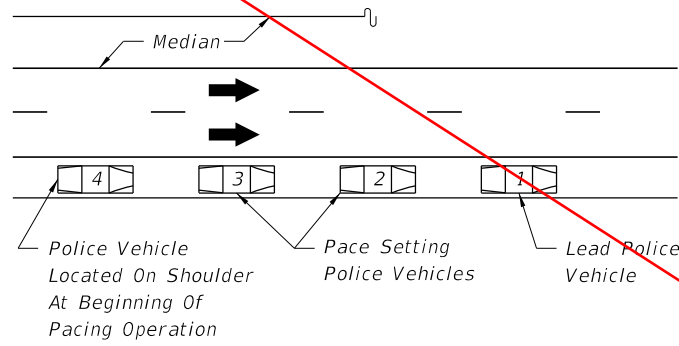 Median
4
3
2
1
Police Vehicle
Located On Shoulder
At Beginning Of
Pacing Operation
Pace Setting
Police Vehicles
Lead Police
Vehicle